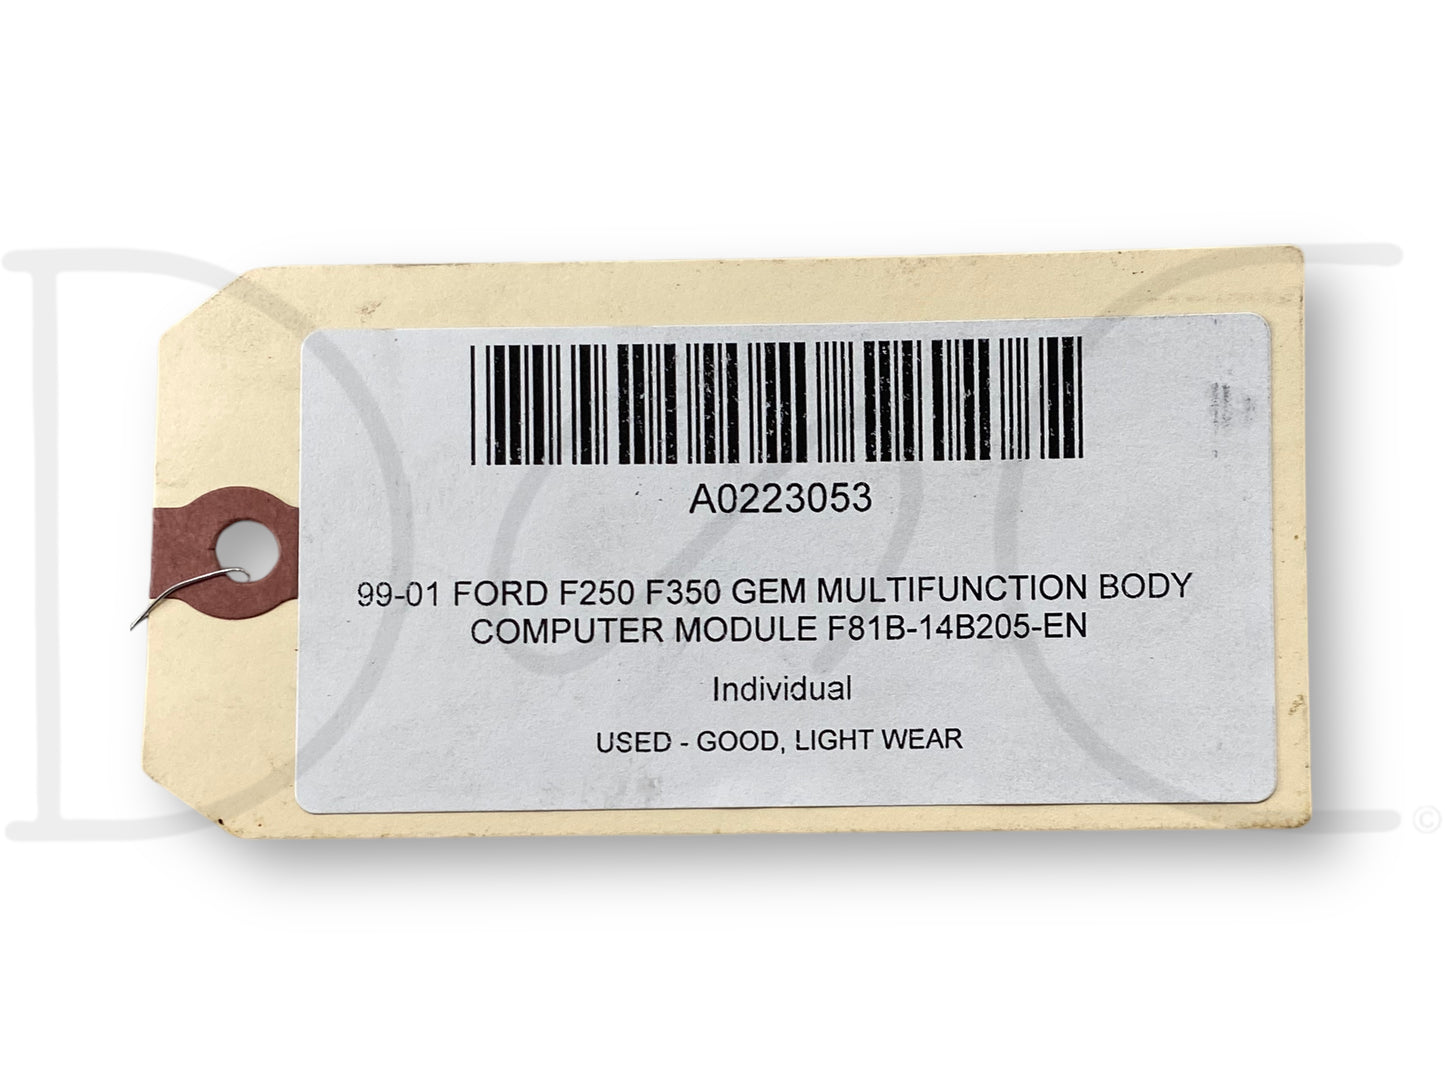 A0223053
99-01 FORD F250 F350 GEM MULTIFUNCTION BODY
COMPUTER MODULE F81B-14B205-EN
Individual
USED - GOOD, LIGHT WEAR
©